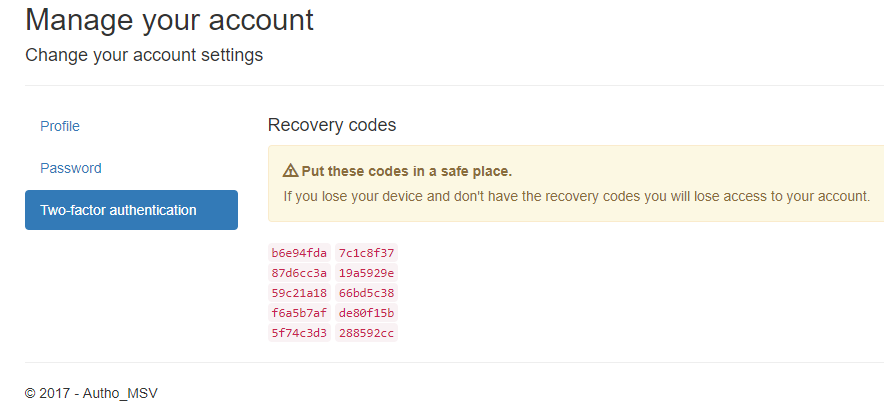 Manage your account
Change your account settings
Profile
Password
Two-factor authentication
Recovery codes
Put these codes in a safe place.
If you lose your device and don't have the recovery codes you will lose access to your account.
b6e94fda 7c1c8f37
87d6cc3a 19a5929e
59c21a18 66bd5c38
f6a5b7af de80f15b
5f74c3d3 288592cc
© 2017 - Autho_MSV